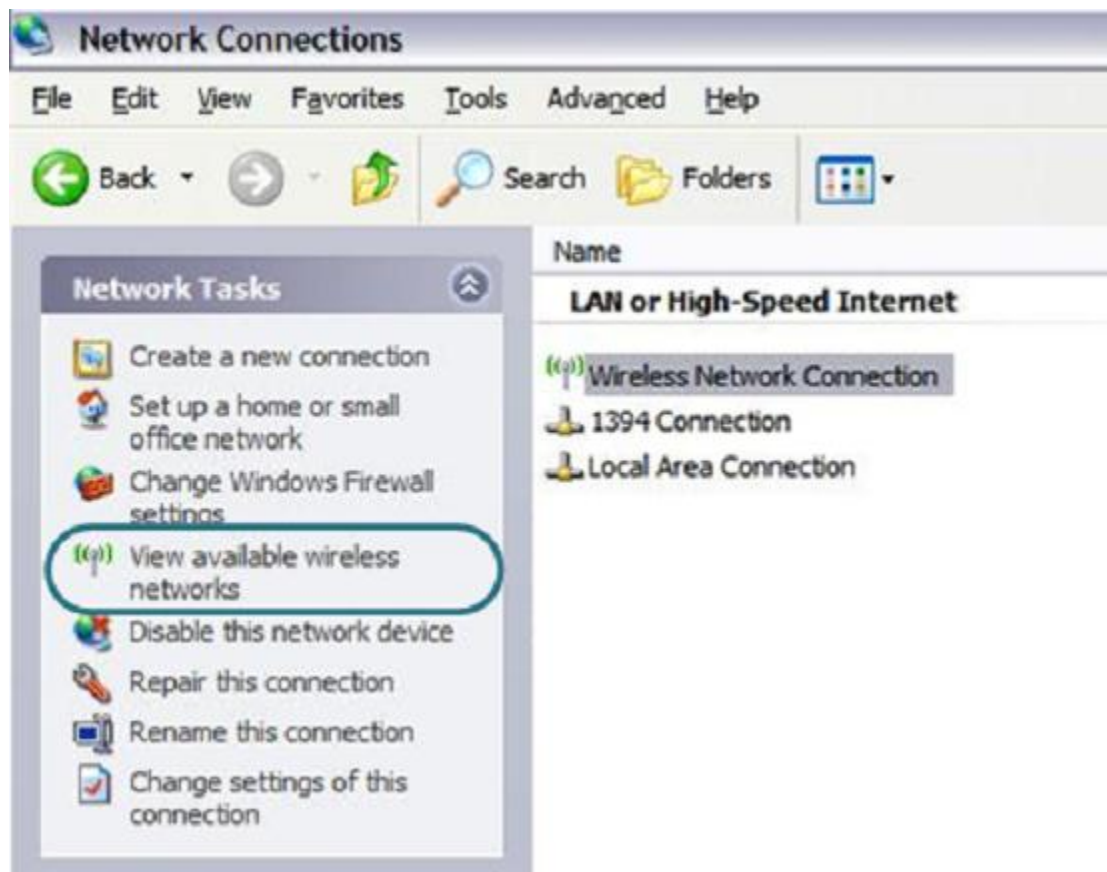 Network Connections
File Edit View Favorites Tools Advanced Help
Back Search Folders
Network Tasks
Create a new connection
Set up a home or small
office network
Change Windows Firewall
settings
View available wireless
networks
Disable this network device
Repair this connection
Rename this connection
Change settings of this
connection
Name
LAN or High-Speed Internet
Wireless Network Connection
1394 Connection
Local Area Connection